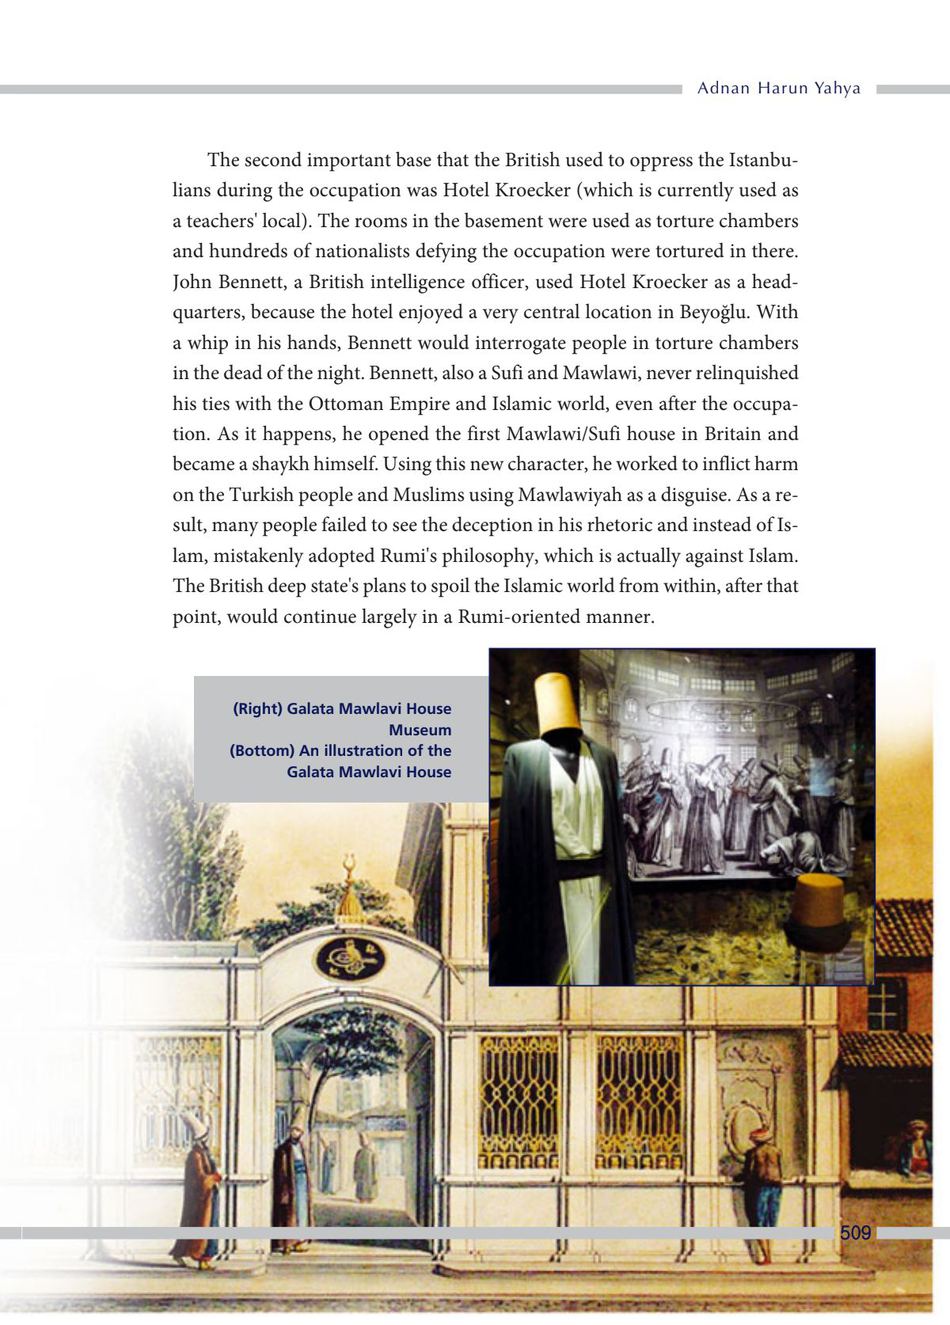 Adnan Harun Yahya
The second important base that the British used to oppress the Istanbu-
lians during the occupation was Hotel Kroecker (which is currently used as
a teachers' local). The rooms in the basement were used as torture chambers
and hundreds of nationalists defying the occupation were tortured in there.
John Bennett, a British intelligence officer, used Hotel Kroecker as a head-
quarters, because the hotel enjoyed a very central location in Beyoğlu. With
a whip in his hands, Bennett would interrogate people in torture chambers
in the dead of the night. Bennett, also a Sufi and Mawlawi, never relinquished
his ties with the Ottoman Empire and Islamic world, even after the occupa-
tion. As it happens, he opened the first Mawlawi/Sufi house in Britain and
became a shaykh himself. Using this new character, he worked to inflict harm
on the Turkish people and Muslims using Mawlawiyah as a disguise. As a re-
sult, many people failed to see the deception in his rhetoric and instead of Is-
lam, mistakenly adopted Rumi's philosophy, which is actually against Islam.
The British deep state's plans to spoil the Islamic world from within, after that
point, would continue largely in a Rumi-oriented manner.
(Right) Galata Mawlavi House
Museum
(Bottom) An illustration of the
Galata Mawlavi House
509